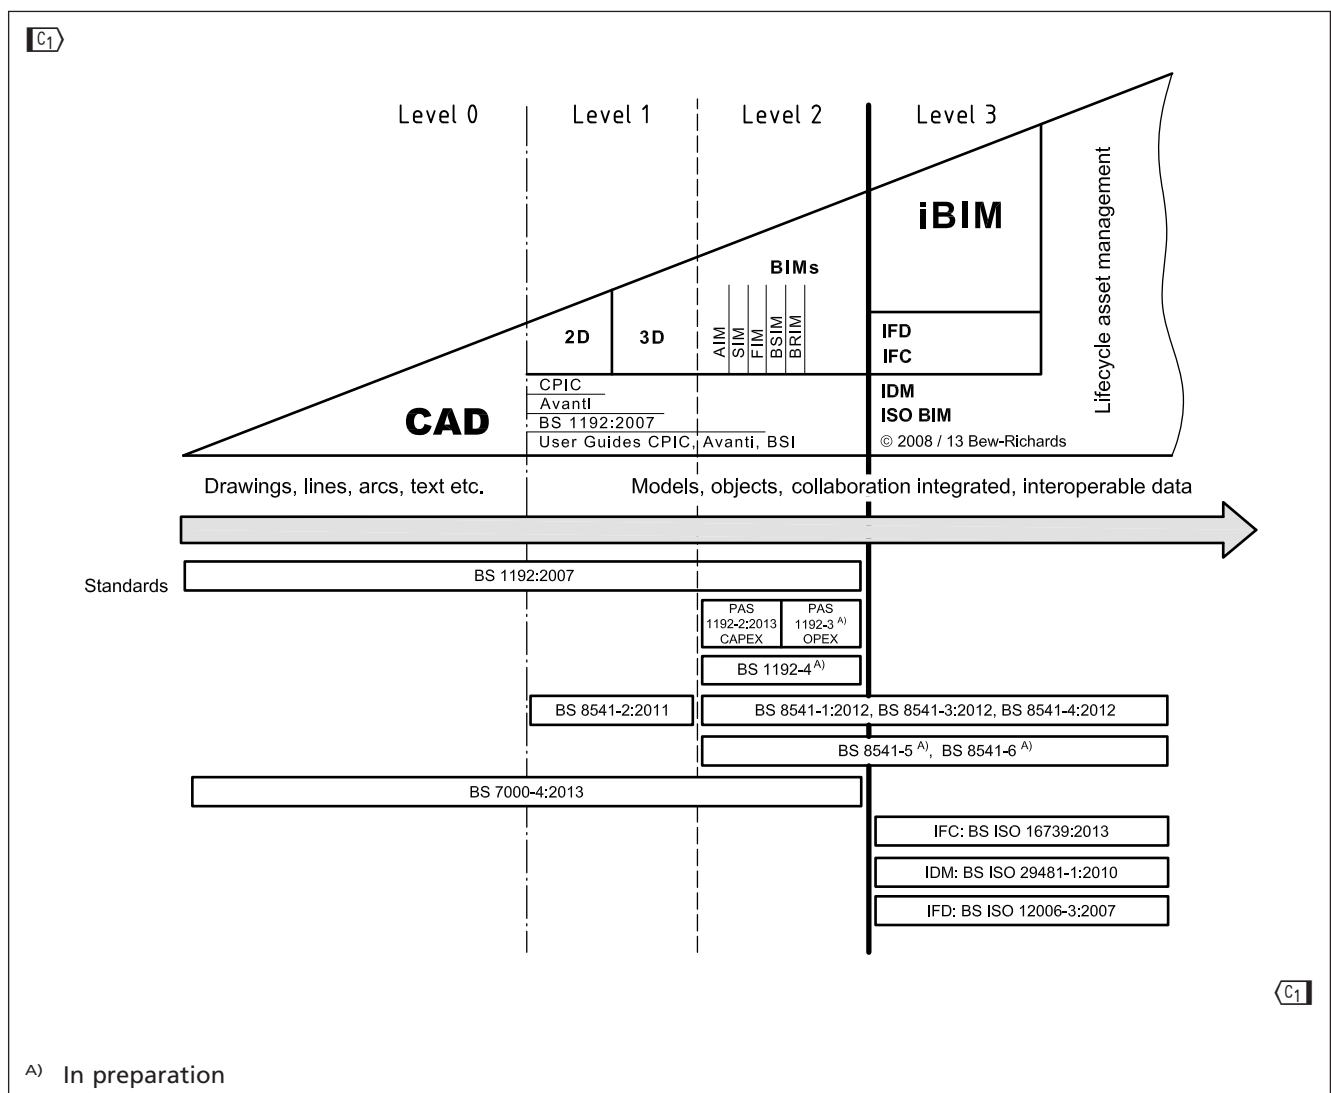 C1
Level 0
Level 1
Level 2
Level 3
iBIM
Lifecycle asset management
BIMs
AIM
SIM
FIM
BSIM
BRIM
2D
3D
IFD
IFC
CAD
CPIC
Avanti
BS 1192:2007
User Guides CPIC, Avanti, BSI
IDM
ISO BIM
© 2008 / 13 Bew-Richards
Drawings, lines, arcs, text etc.
Models, objects, collaboration integrated, interoperable data
Standards
BS 1192:2007
PAS
1192-2:2013
CAPEX
PAS
1192-3 A)
OPEX
BS 1192-4 A)
BS 8541-2:2011
BS 8541-1:2012, BS 8541-3:2012, BS 8541-4:2012
BS 8541-5 A), BS 8541-6 A)
BS 7000-4:2013
IFC: BS ISO 16739:2013
IDM: BS ISO 29481-1:2010
IFD: BS ISO 12006-3:2007
C1
A) In preparation